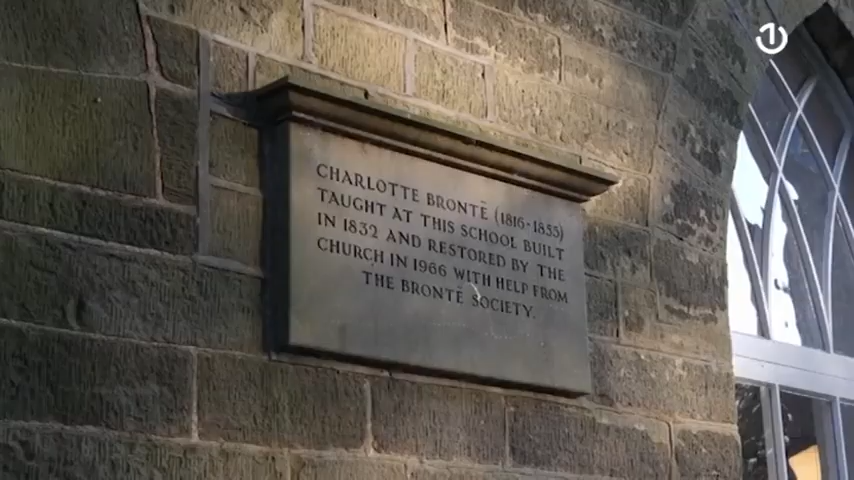 CHARLOTTE BRONTË (1816-1855)
TAUGHT AT THIS SCHOOL BUILT
IN 1832 AND RESTORED BY THE
CHURCH IN 1966 WITH HELP FROM
THE BRONTË SOCIETY.
1